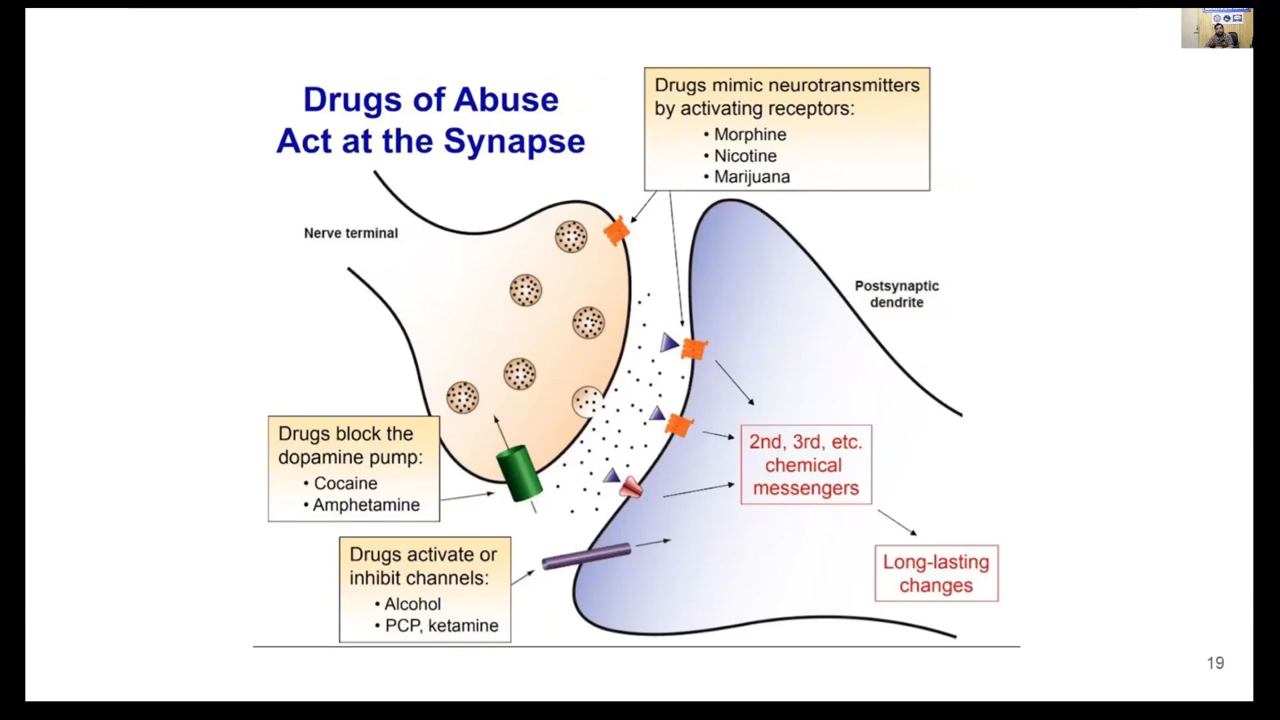 Drugs of Abuse
Act at the Synapse
Drugs mimic neurotransmitters
by activating receptors:
• Morphine
• Nicotine
• Marijuana
Nerve terminal
Postsynaptic
dendrite
Drugs block the
dopamine pump:
• Cocaine
• Amphetamine
2nd, 3rd, etc.
chemical
messengers
Drugs activate or
inhibit channels:
• Alcohol
• PCP, ketamine
Long-lasting
changes
19